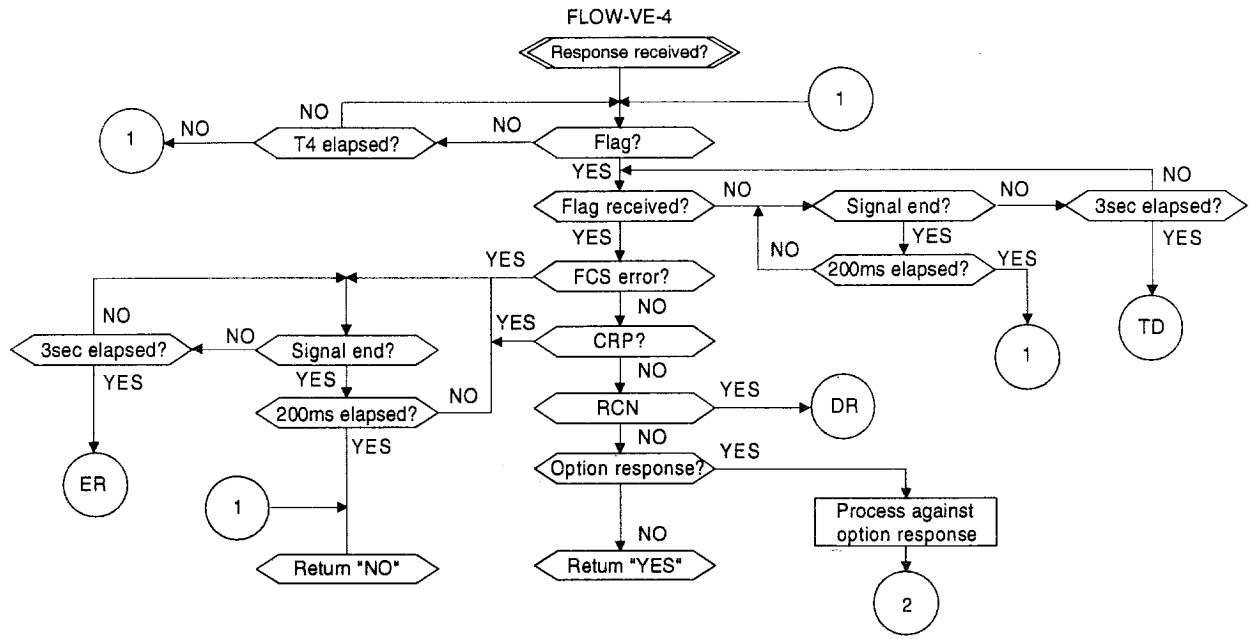 FLOW-VE-4
Response received?
1
NO
1
NO
T4 elapsed?
NO
Flag?
YES
NO
Flag received?
NO
Signal end?
NO
3sec elapsed?
YES
YES
YES
NO
200ms elapsed?
YES
YES
FCS error?
NO
TD
1
NO
3sec elapsed?
NO
Signal end?
YES
CRP?
NO
YES
YES
200ms elapsed?
NO
RCN
YES
DR
YES
NO
ER
Option response?
YES
1
Process against
option response
NO
Return "NO"
Return "YES"
2